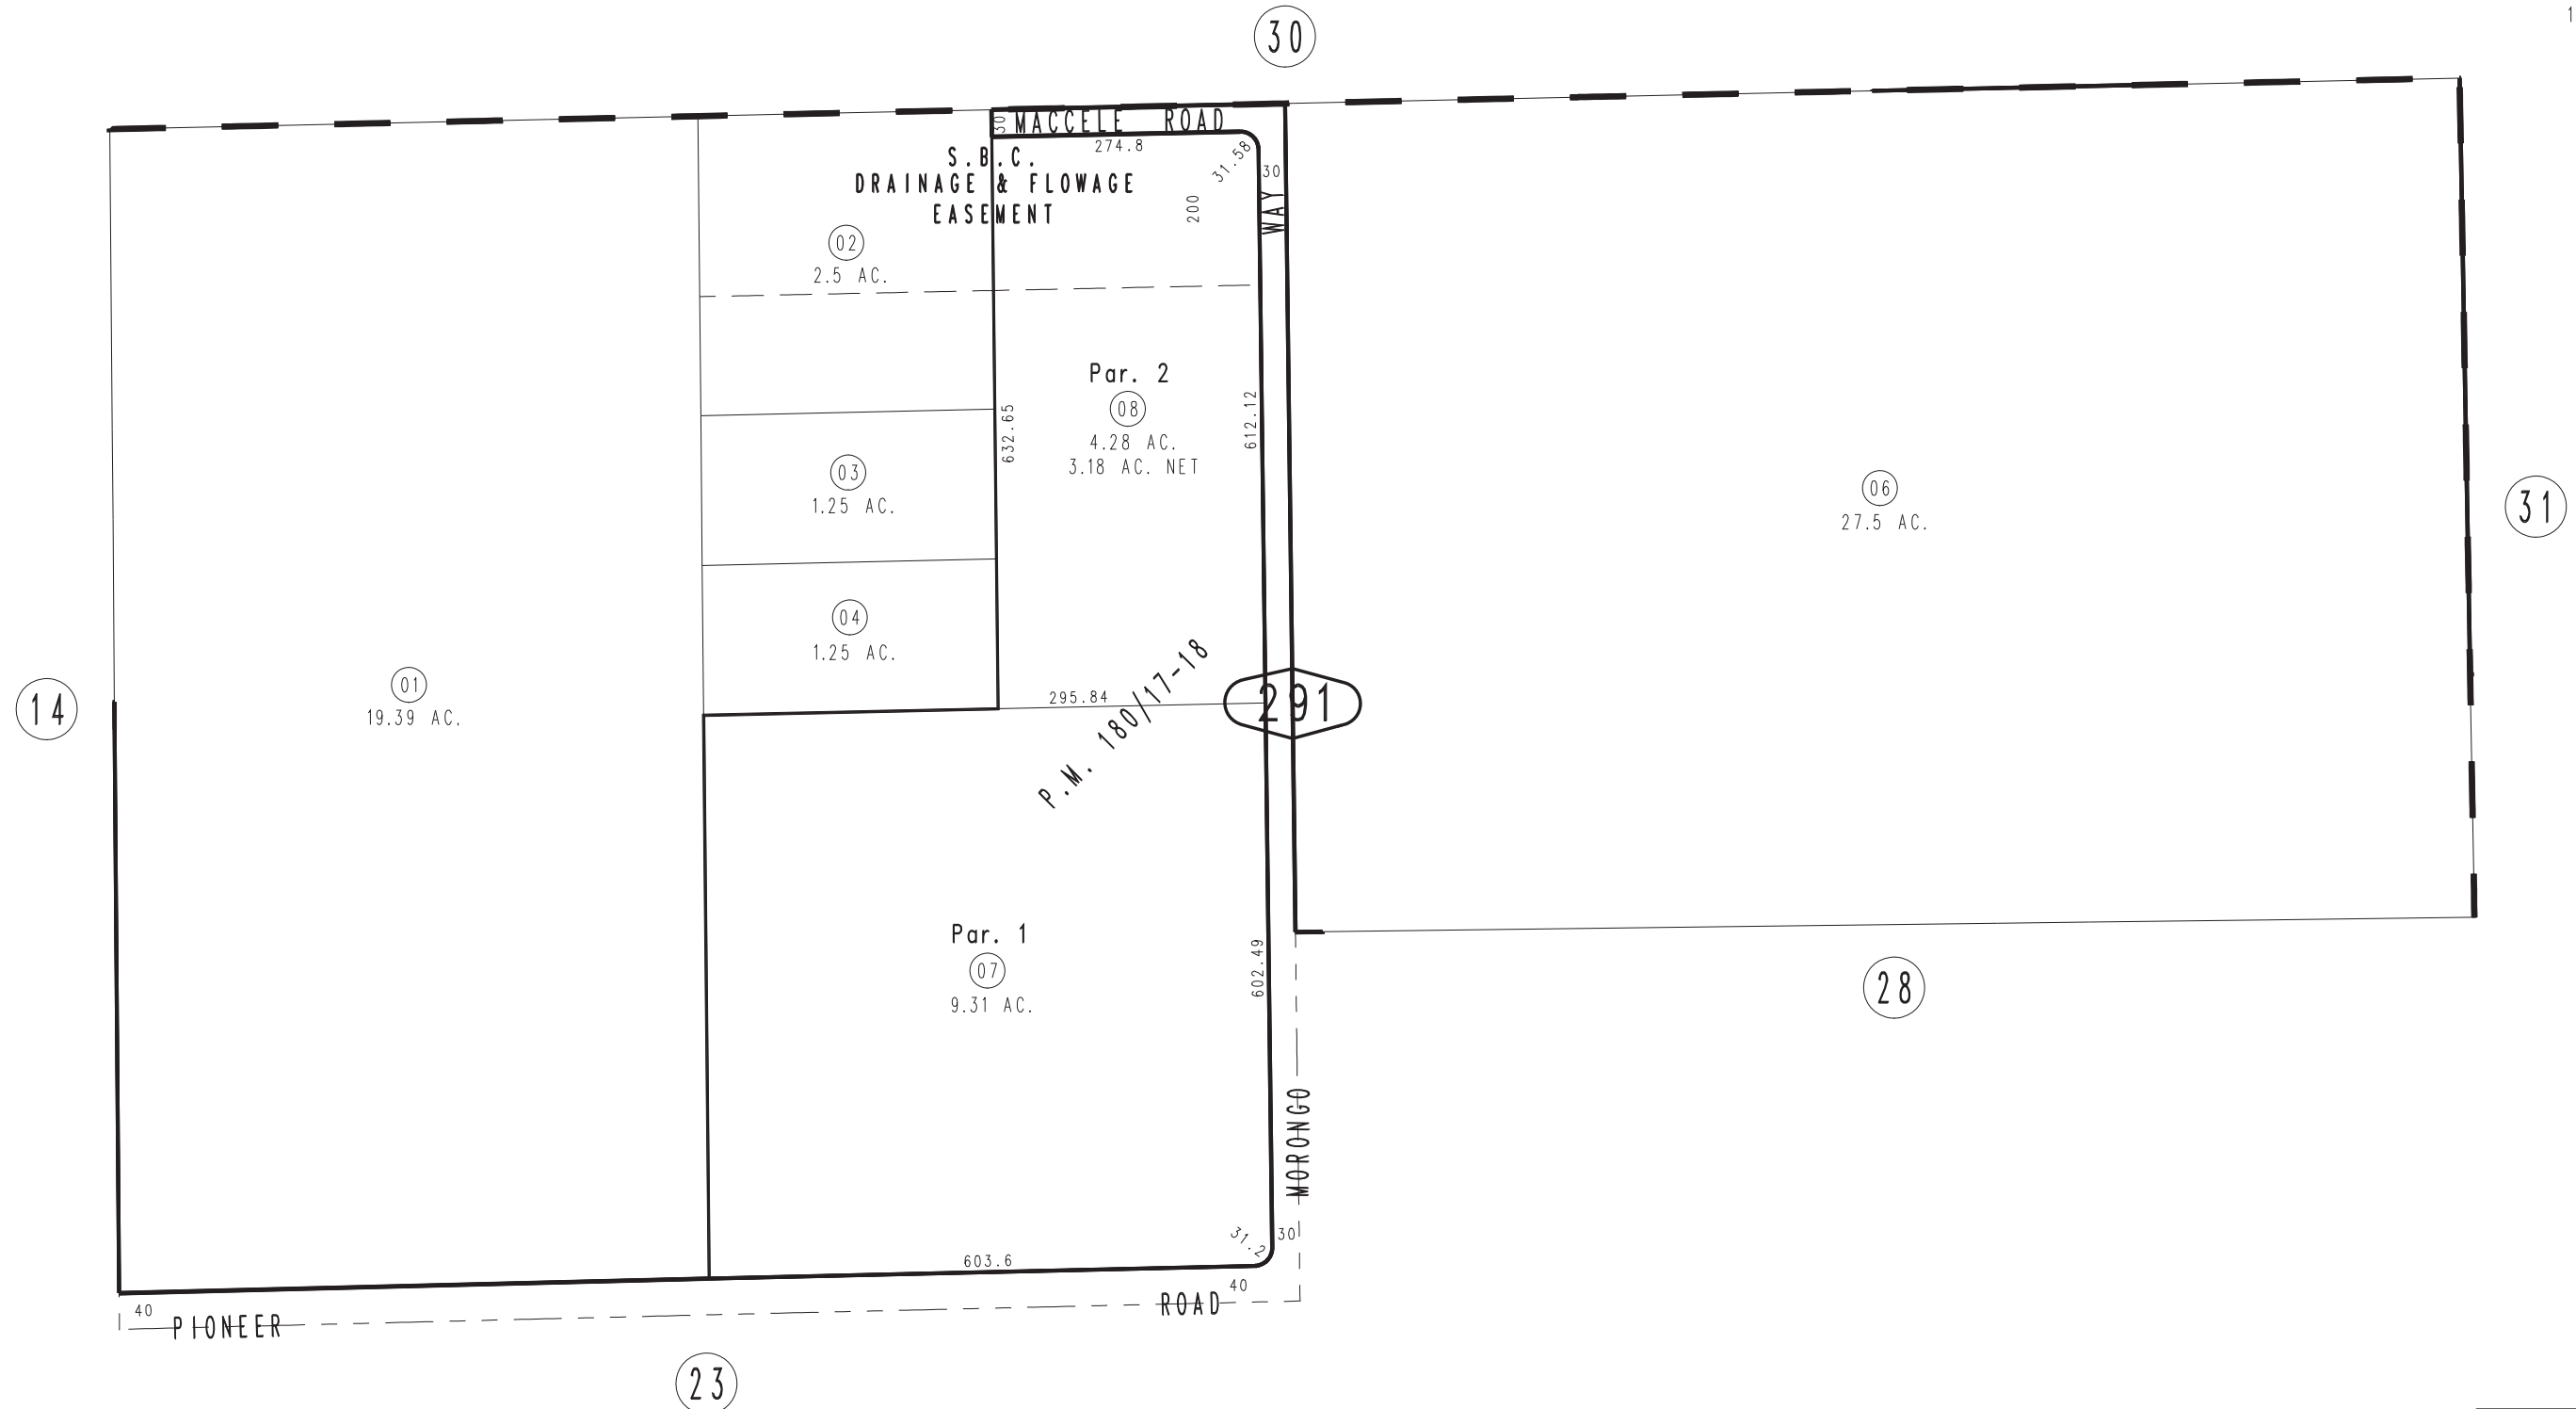 1
30
30 MACCELE ROAD
274.8
31.58
30
WAY
S.B.C.
DRAINAGE & FLOWAGE
EASEMENT
200
02
2.5 AC.
Par. 2
08
4.28 AC.
3.18 AC. NET
632.65
612.12
03
1.25 AC.
04
1.25 AC.
06
27.5 AC.
31
14
01
19.39 AC.
295.84
P.M. 180/17-18
291
Par. 1
07
9.31 AC.
602.49
28
MORONGO
31.2
30
603.6
40
40
PIONEER ROAD
23